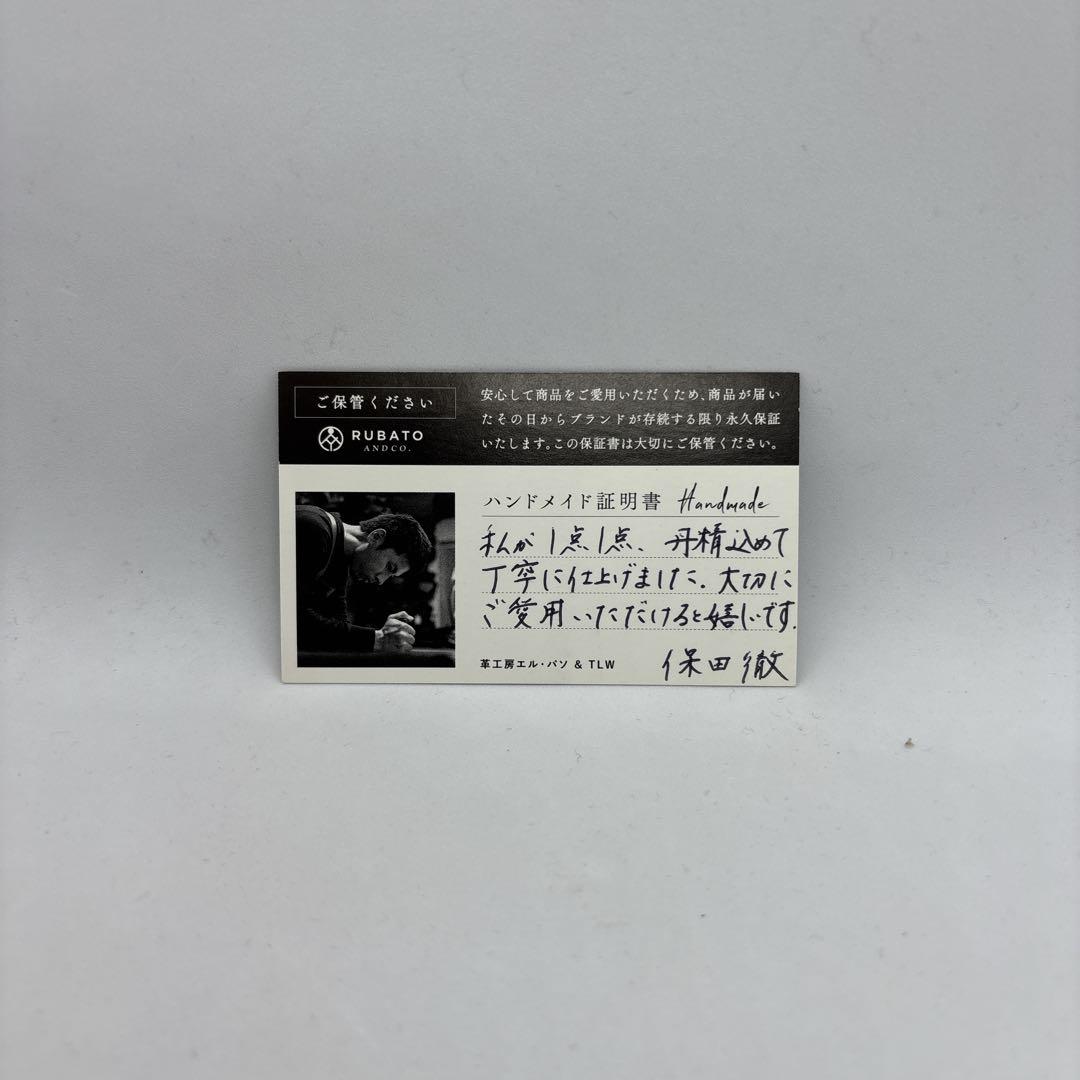 ご保管ください
RUBATO
AND CO.
安心して商品をご愛用いただくため、商品が届い
たその日からブランドが存続する限り永久保証
いたします。この保証書は大切にご保管ください。
ハンドメイド証明書 Handmade
私が1点1点、丹精込めて
丁寧に仕上げました。大切に
ご愛用いただけると嬉しいです。
革工房エル・パソ & TLW
保田 徹